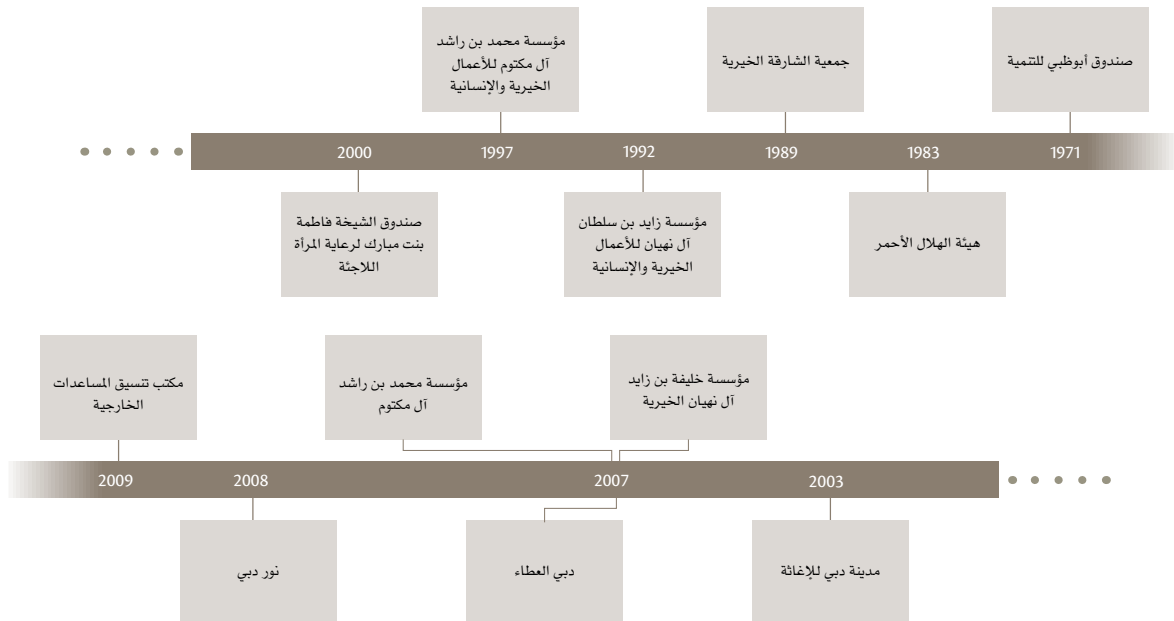 صندوق أبوظبي للتنمية
جمعية الشارقة الخيرية
مؤسسة محمد بن راشد
آل مكتوم للأعمال
الخيرية والإنسانية
1971
1983
1989
1992
1997
2000
هيئة الهلال الأحمر
مؤسسة زايد بن سلطان
آل نهيان للأعمال
الخيرية والإنسانية
صندوق الشيخة فاطمة
بنت مبارك لرعاية المرأة
اللاجئة
مؤسسة خليفة بن زايد
آل نهيان الخيرية
مؤسسة محمد بن راشد
آل مكتوم
مكتب تنسيق المساعدات
الخارجية
2003
2007
2008
2009
مدينة دبي للإغاثة
دبي العطاء
نور دبي